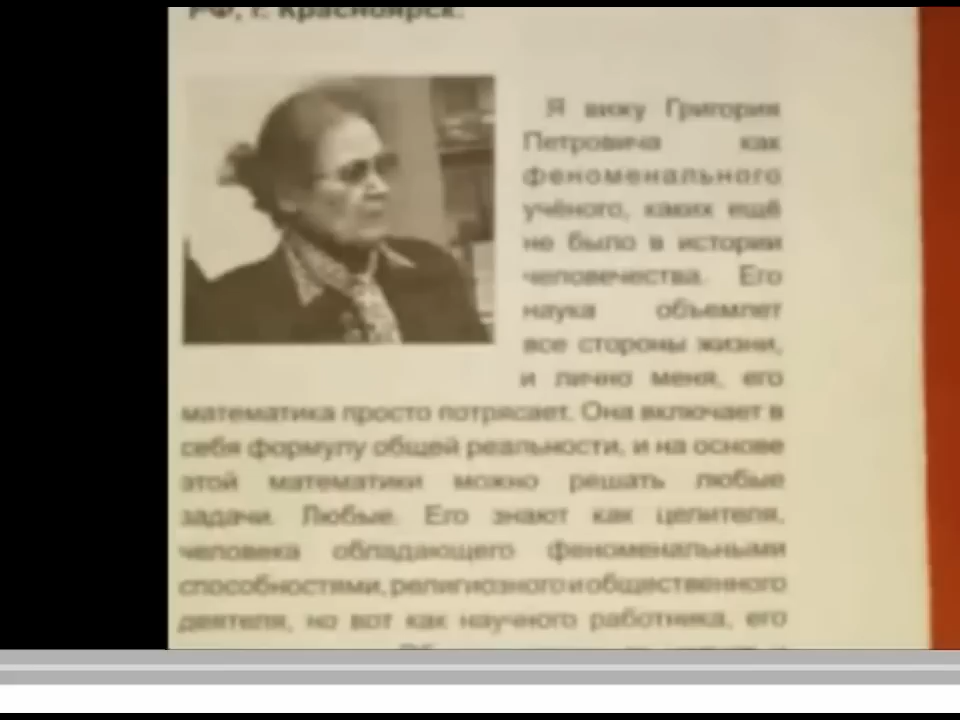 РФ, г. Красноярск.
Я вижу Григория
Петровича как
феноменального
учёного, каких ещё
не было в истории
человечества. Его
наука объемлет
все стороны жизни,
и лично меня, его
математика просто потрясает. Она включает в
себя формулу общей реальности, и на основе
этой математики можно решать любые
задачи. Любые. Его знают как целителя,
человека обладающего феноменальными
способностями, религиозного и общественного
деятеля, но вот как научного работника, его